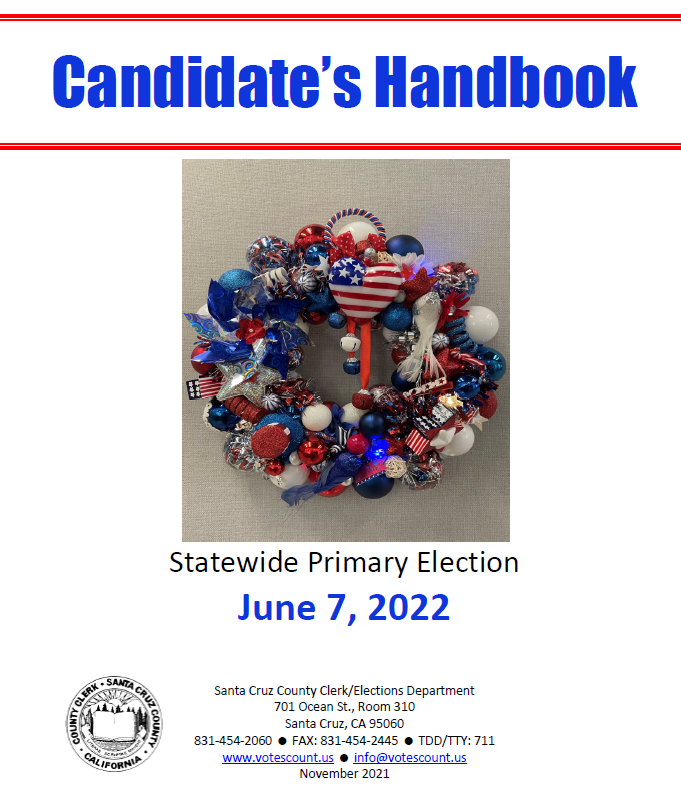 Candidate's Handbook
Statewide Primary Election
June 7, 2022
COUNTY CLERK • SANTA CRUZ COUNTY
• CALIFORNIA •
Santa Cruz County Clerk/Elections Department
701 Ocean St., Room 310
Santa Cruz, CA 95060
831-454-2060 ● FAX: 831-454-2445 ● TDD/TTY: 711
www.votescount.us ● info@votescount.us
November 2021